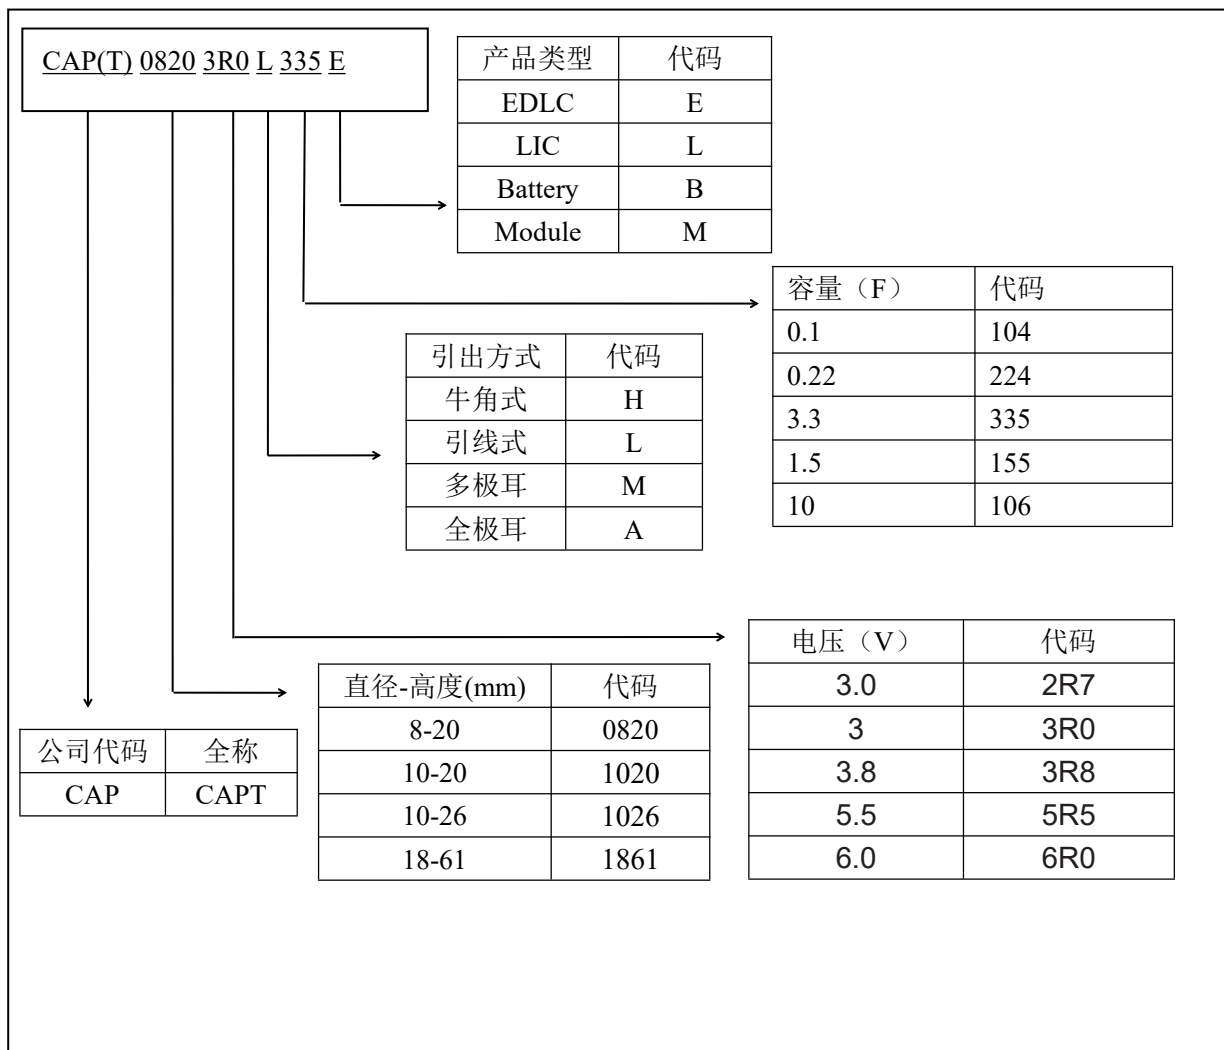 CAP(T) 0820 3R0 L 335 E
产品类型 代码
EDLC E
LIC L
Battery B
Module M
容量（F） 代码
0.1 104
0.22 224
3.3 335
1.5 155
10 106
引出方式 代码
牛角式 H
引线式 L
多极耳 M
全极耳 A
电压（V） 代码
3.0 2R7
3 3R0
3.8 3R8
5.5 5R5
6.0 6R0
直径-高度(mm) 代码
8-20 0820
10-20 1020
10-26 1026
18-61 1861
公司代码 全称
CAP CAPT